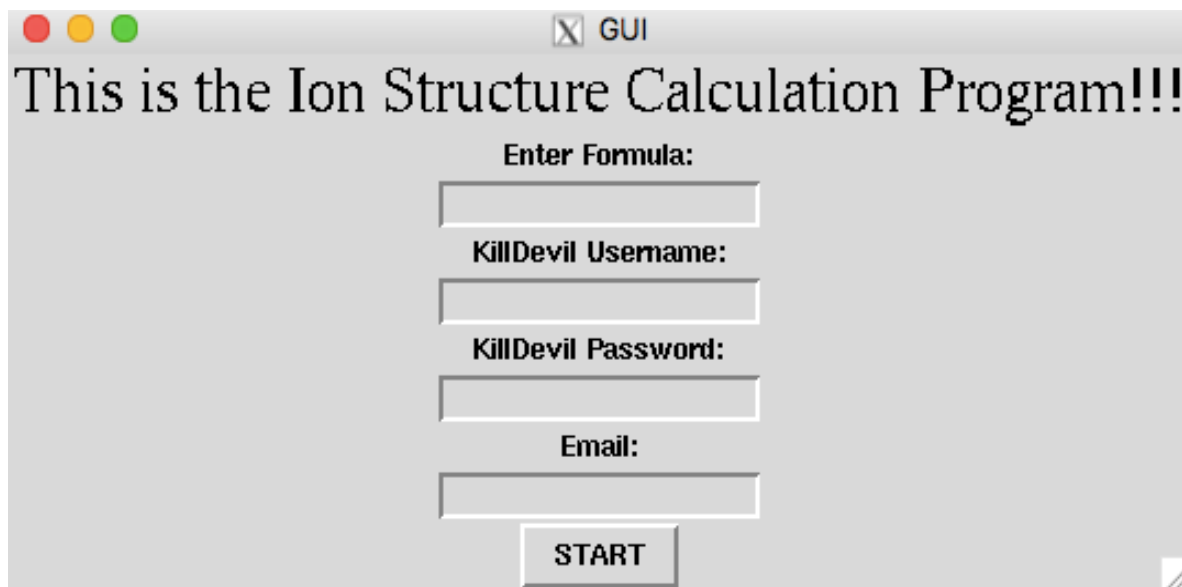 GUI
This is the Ion Structure Calculation Program!!!
Enter Formula:
KillDevil Username:
KillDevil Password:
Email:
START